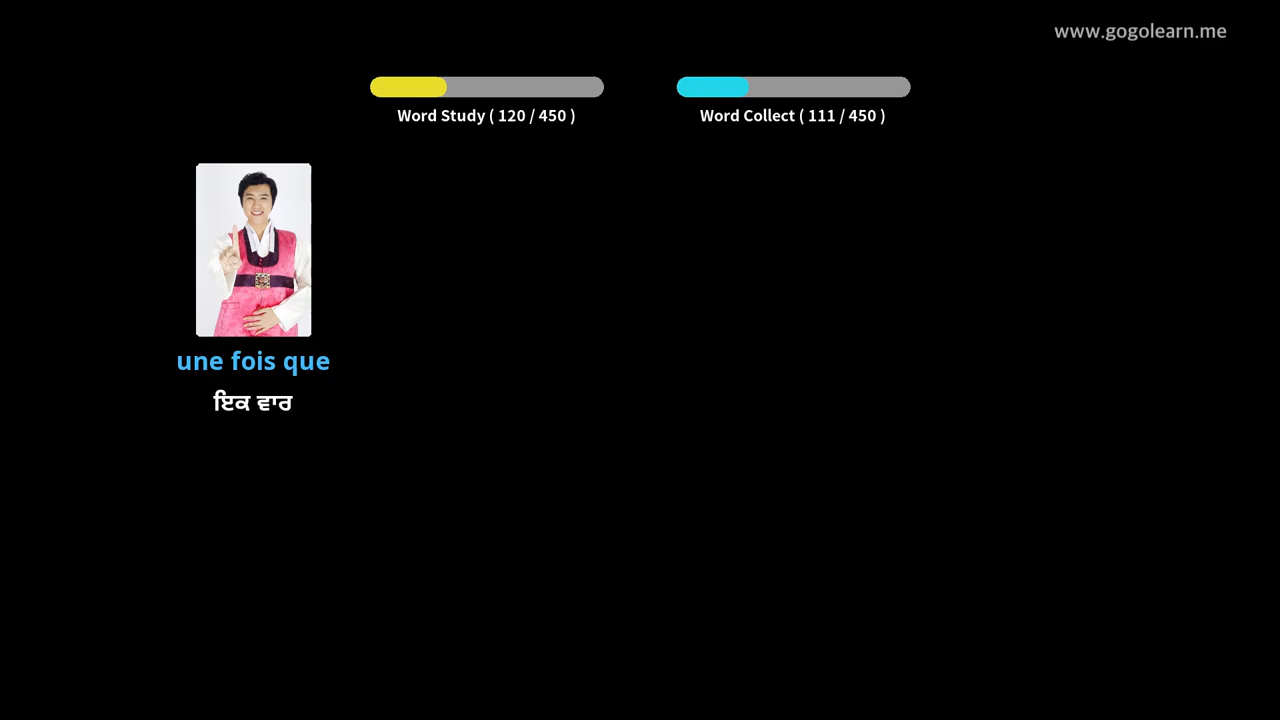 www.gogolearn.me
Word Study ( 120 / 450 )
Word Collect ( 111 / 450 )
une fois que
ਇਕ ਵਾਰ